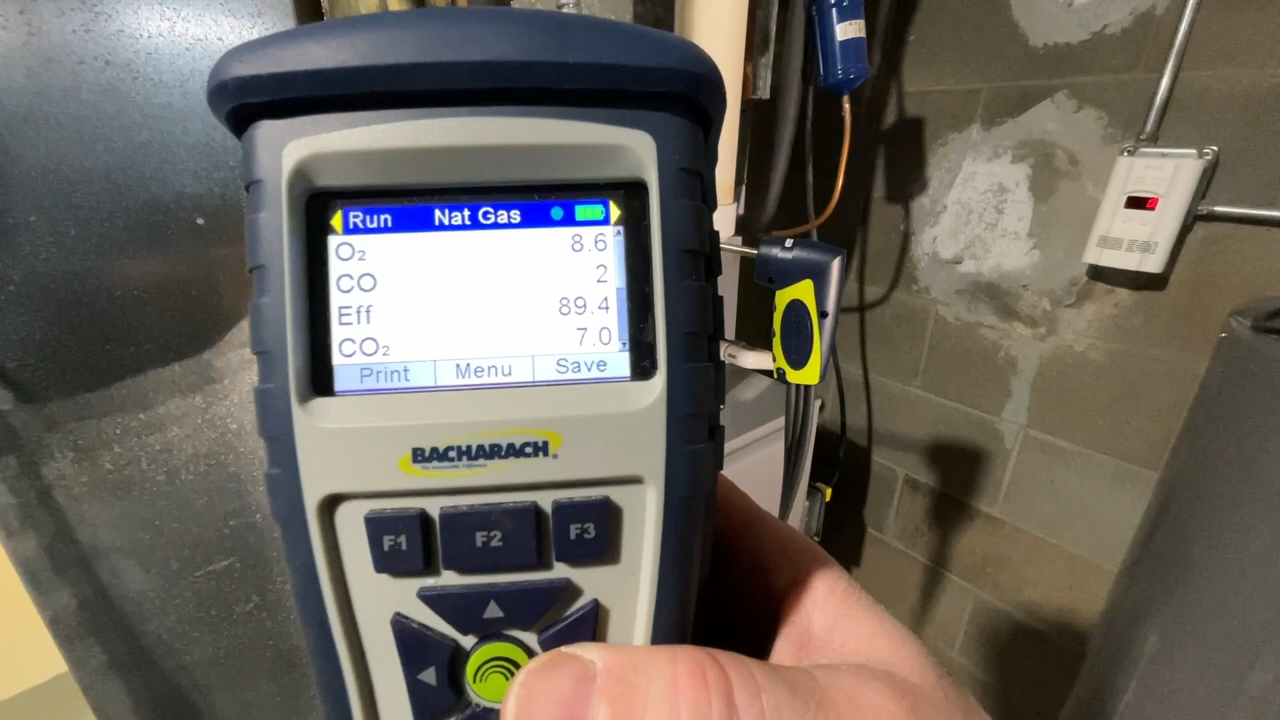 Run Nat Gas
O₂ 8.6
CO 2
Eff 89.4
CO₂ 7.0
Print Menu Save
BACHARACH®
F1 F2 F3